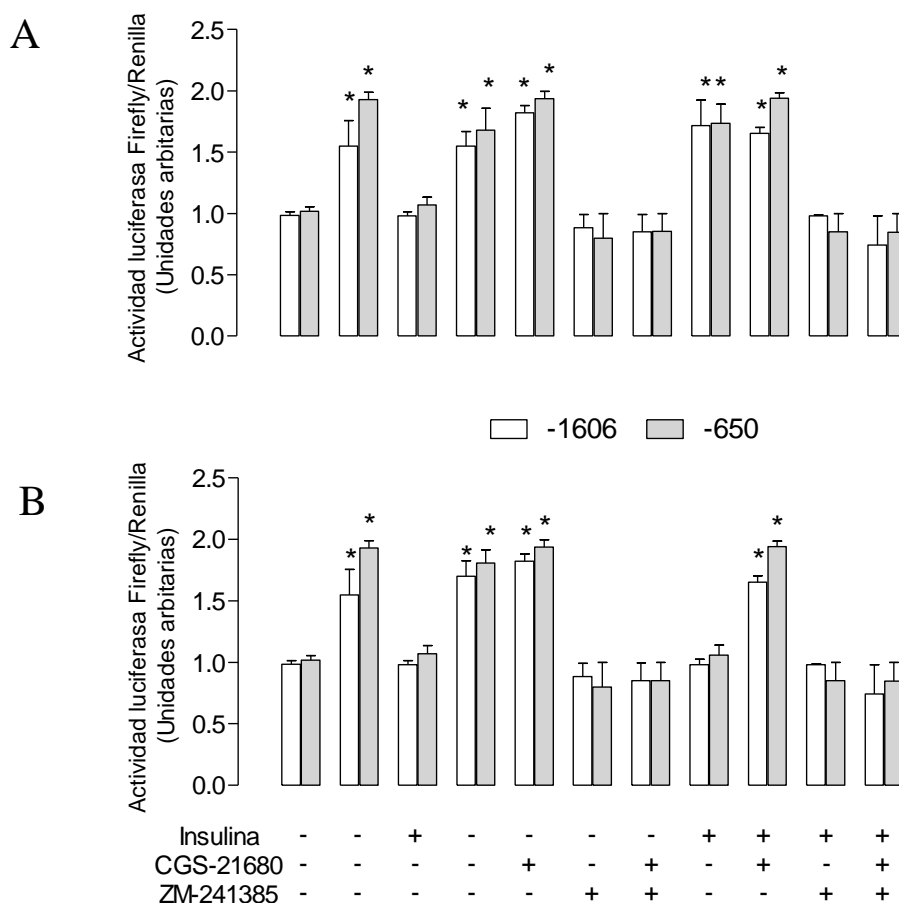 A
Actividad luciferasa Firefly/Renilla
(Unidades arbitarias)
2.5
2.0
1.5
1.0
0.5
0.0
* * * * * * * * * *
-1606 -650
B
Actividad luciferasa Firefly/Renilla
(Unidades arbitarias)
2.5
2.0
1.5
1.0
0.5
0.0
* * * * * * * *
Insulina - - + - - - - + + + +
CGS-21680 - - - - + - + - + - +
ZM-241385 - - - - - + + - - + +